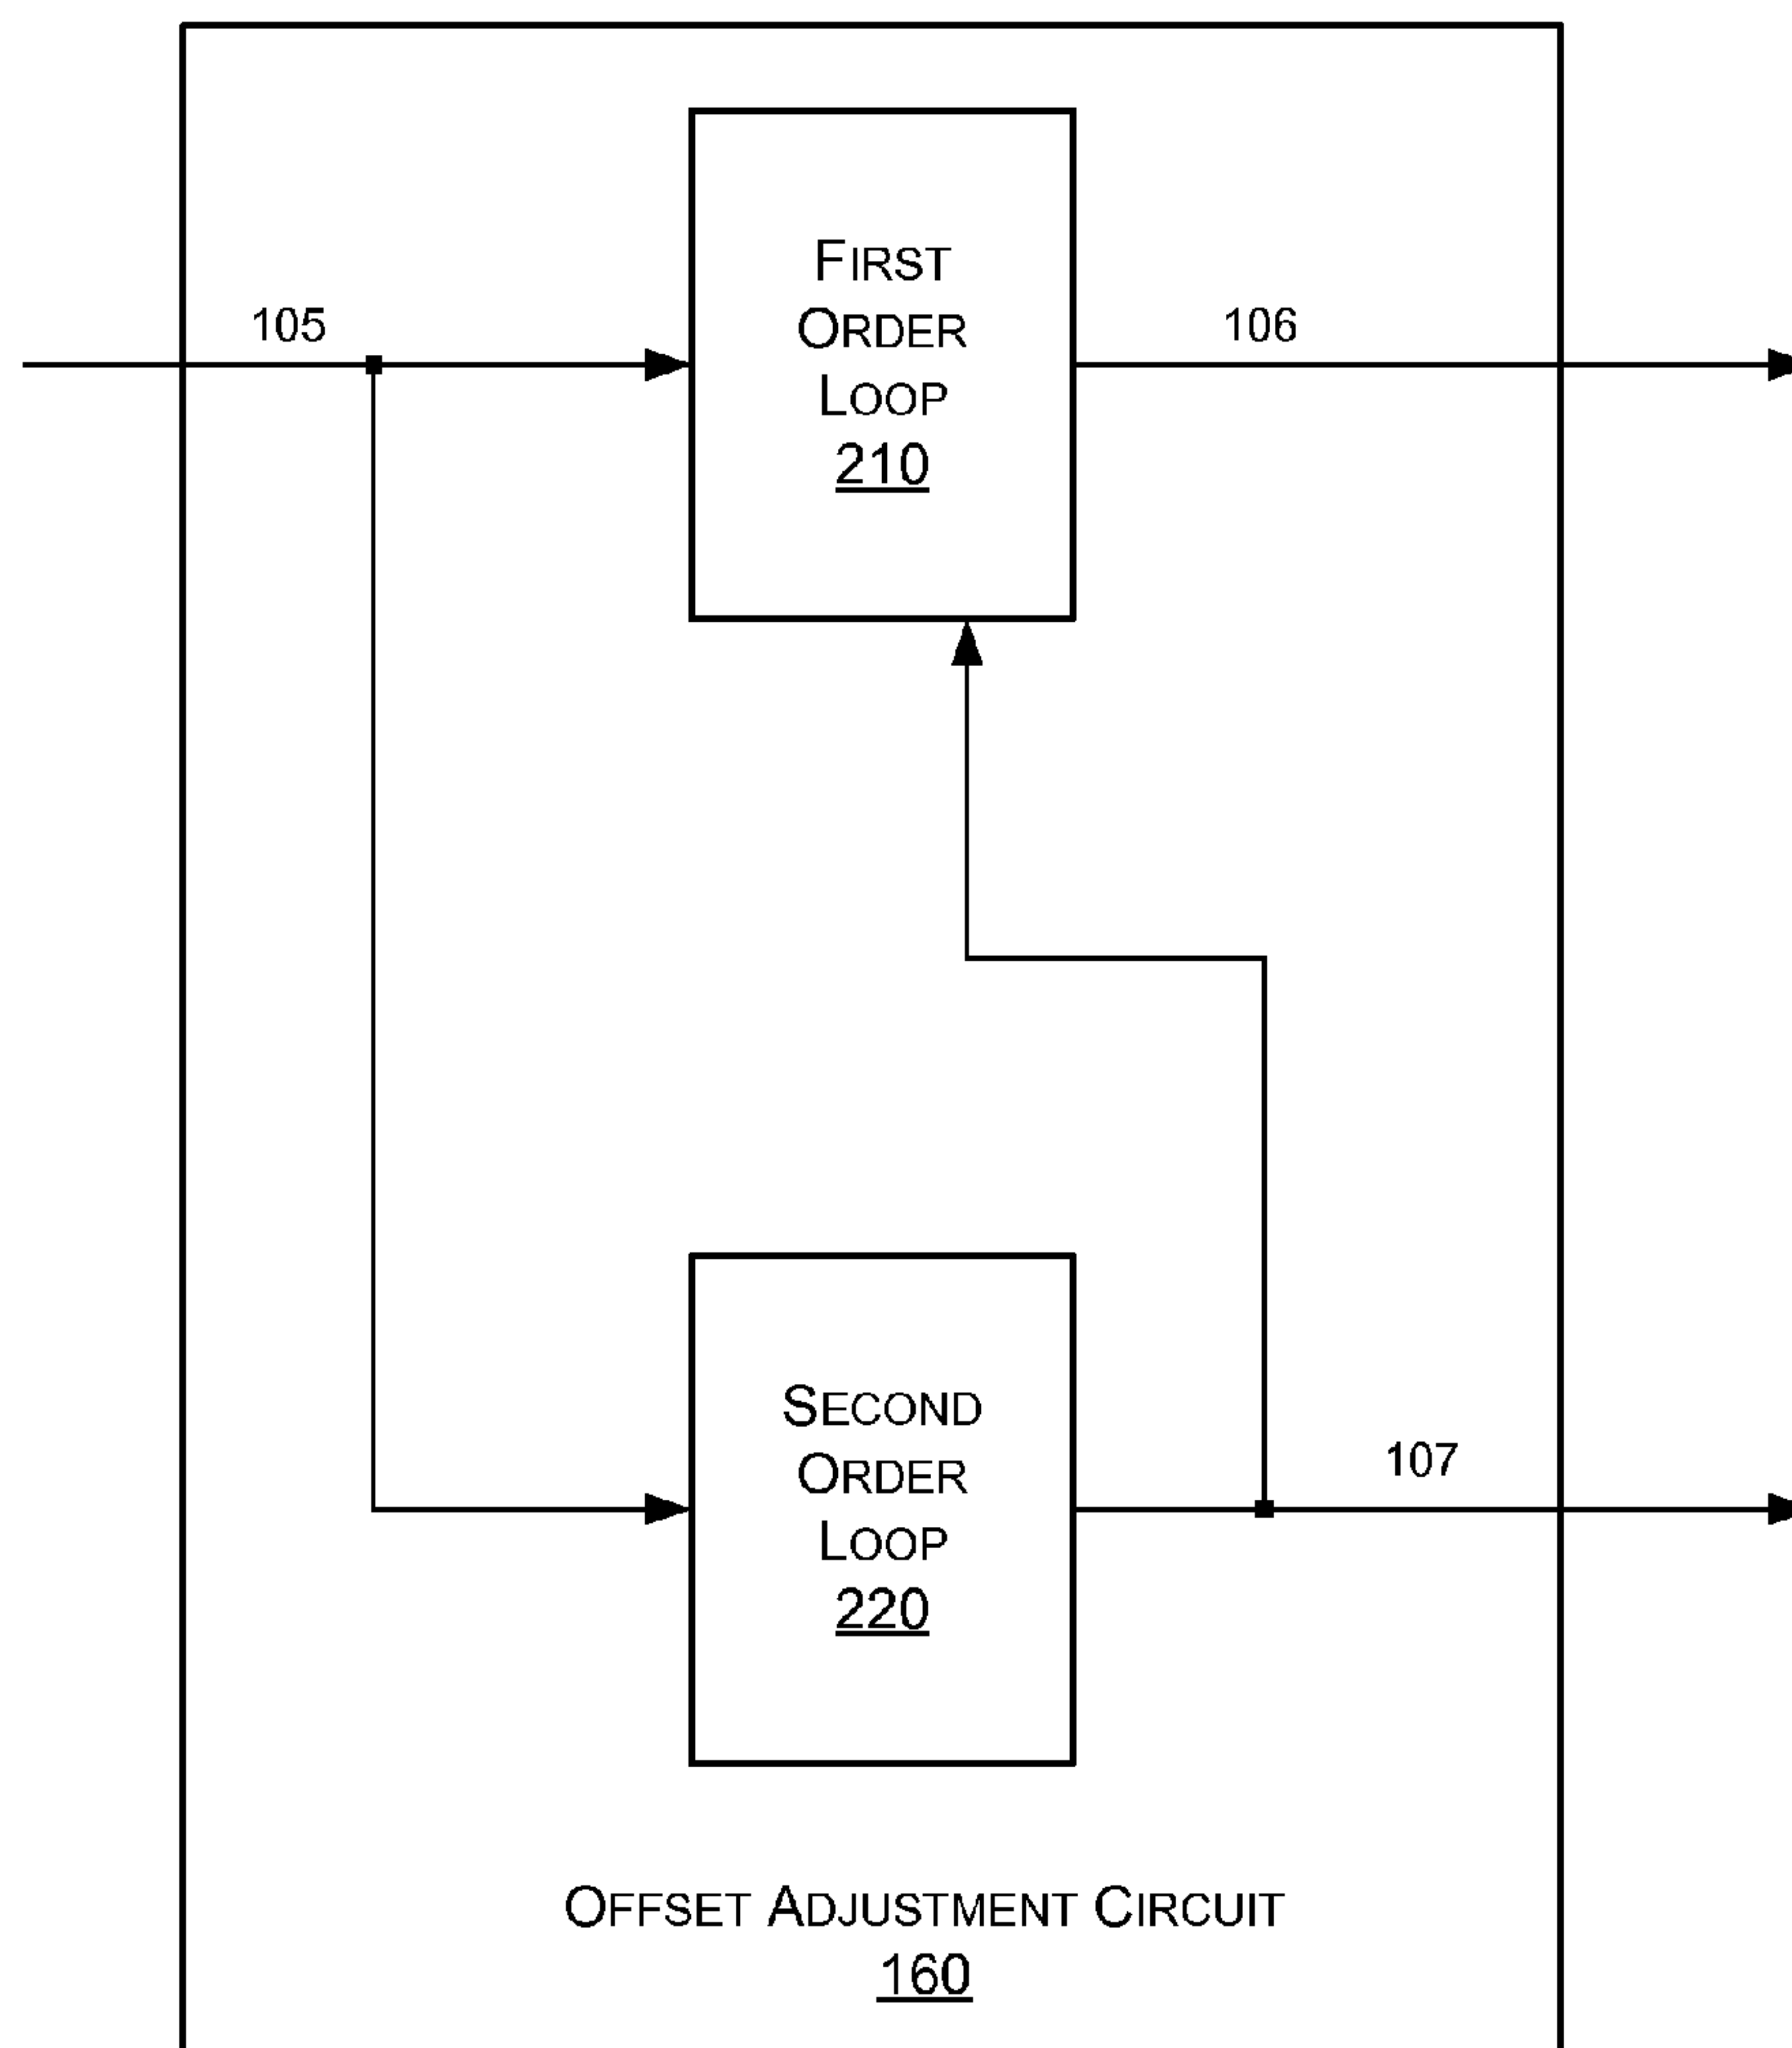 First
Order
Loop
210
105
106
Second
Order
Loop
220
107
Offset Adjustment Circuit
160